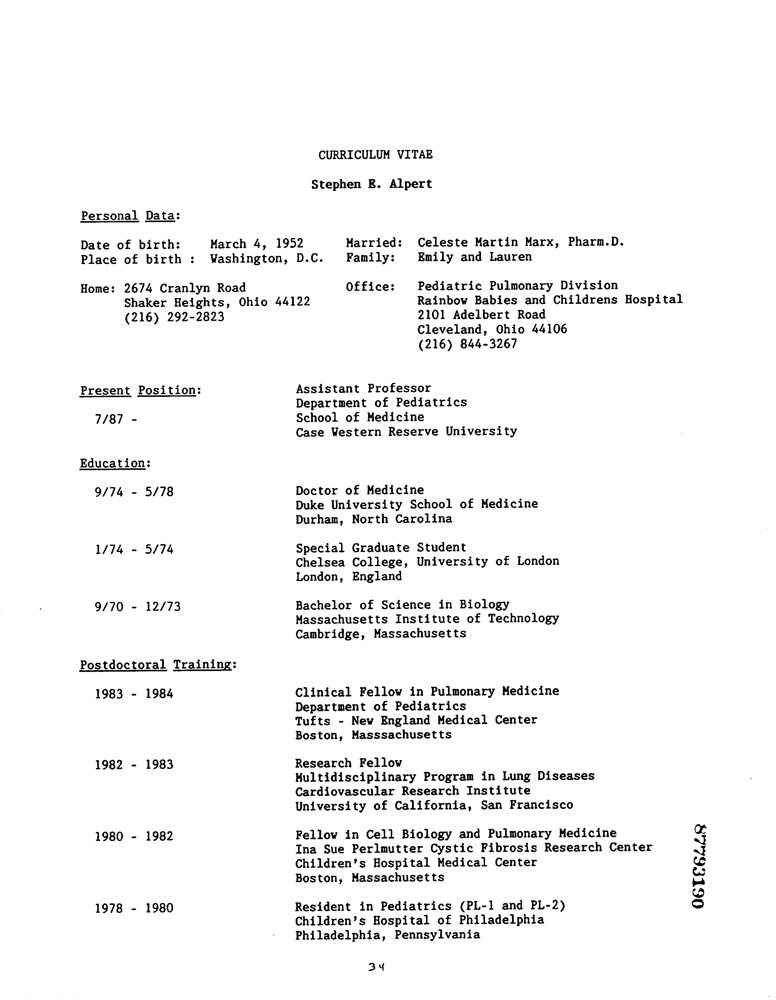 CURRICULUM VITAE
Stephen E. Alpert
Personal Data:
Date of birth: March 4, 1952 Married: Celeste Martin Marx, Pharm.D.
Place of birth : Washington, D.C. Family: Emily and Lauren
Home: 2674 Cranlyn Road Office: Pediatric Pulmonary Division
Shaker Heights, Ohio 44122 Rainbow Babies and Childrens Hospital
(216) 292-2823 2101 Adelbert Road
Cleveland, Ohio 44106
(216) 844-3267
Present Position: Assistant Professor
Department of Pediatrics
7/87 - School of Medicine
Case Western Reserve University
Education:
9/74 - 5/78 Doctor of Medicine
Duke University School of Medicine
Durham, North Carolina
1/74 - 5/74 Special Graduate Student
Chelsea College, University of London
London, England
9/70 - 12/73 Bachelor of Science in Biology
Massachusetts Institute of Technology
Cambridge, Massachusetts
Postdoctoral Training:
1983 - 1984 Clinical Fellow in Pulmonary Medicine
Department of Pediatrics
Tufts - New England Medical Center
Boston, Masssachusetts
1982 - 1983 Research Fellow
Multidisciplinary Program in Lung Diseases
Cardiovascular Research Institute
University of California, San Francisco
1980 - 1982 Fellow in Cell Biology and Pulmonary Medicine
Ina Sue Perlmutter Cystic Fibrosis Research Center
Children's Hospital Medical Center
Boston, Massachusetts
1978 - 1980 Resident in Pediatrics (PL-1 and PL-2)
Children's Hospital of Philadelphia
Philadelphia, Pennsylvania
87793190
34